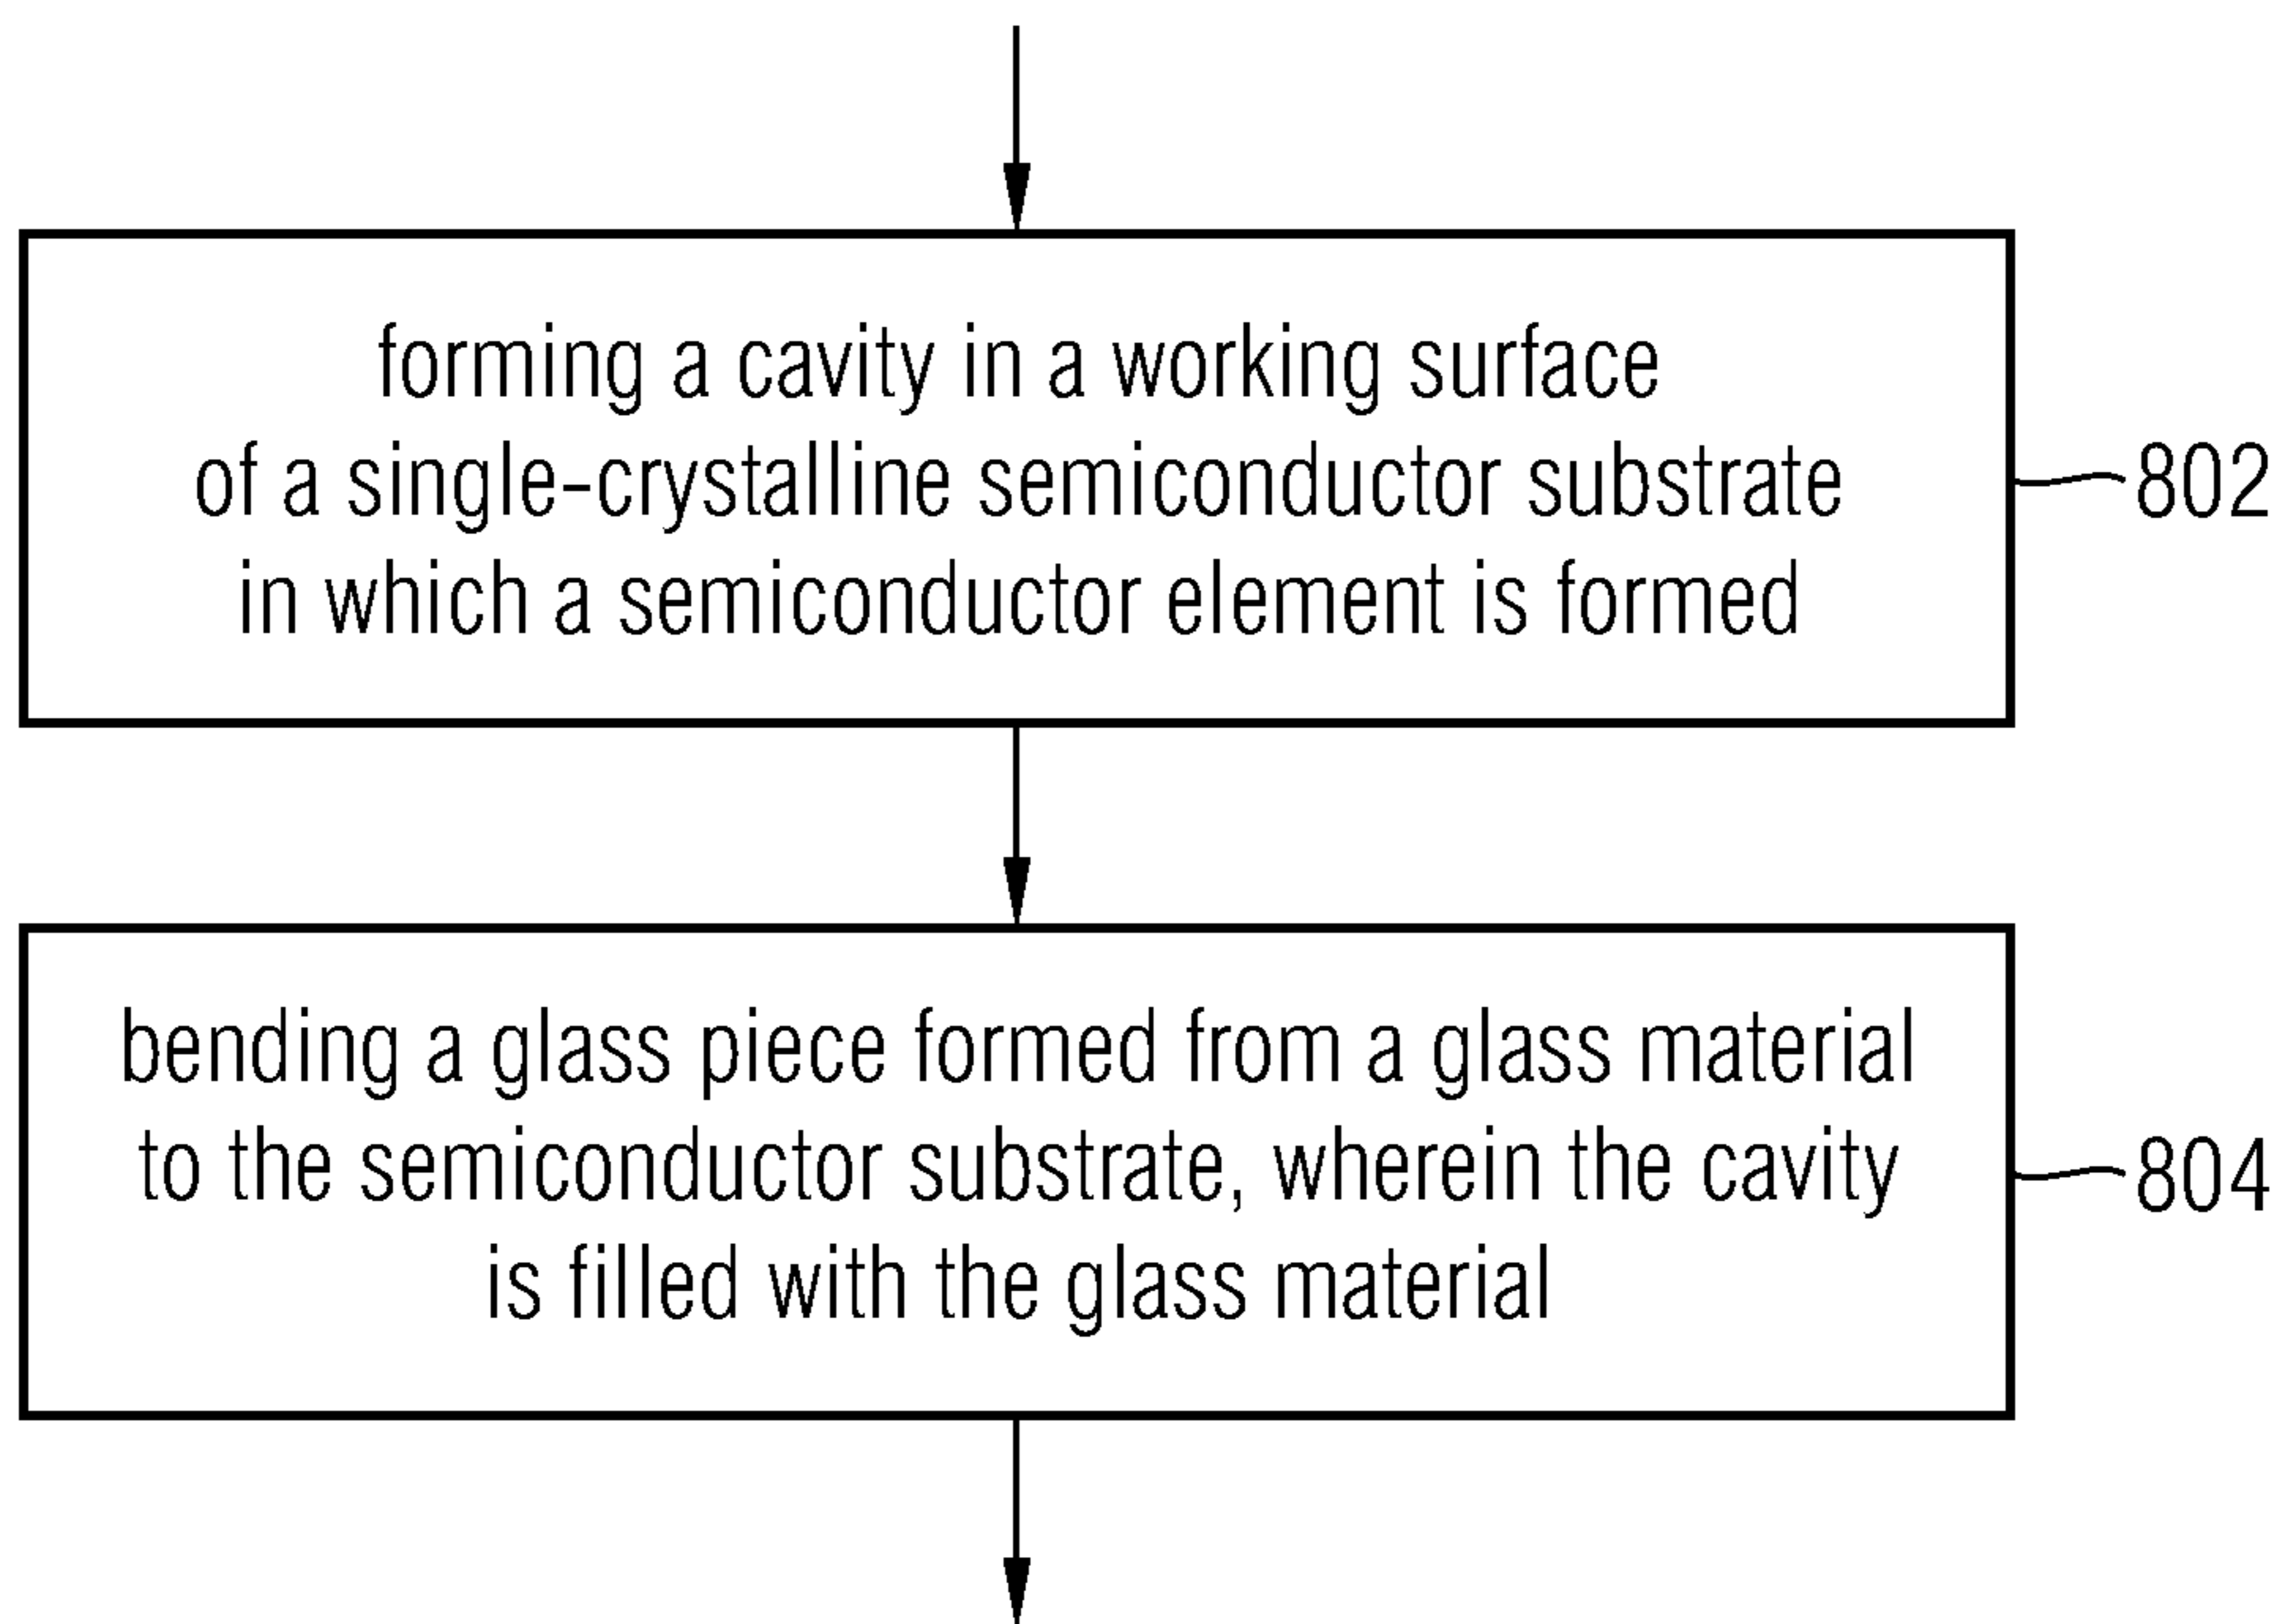 forming a cavity in a working surface
of a single-crystalline semiconductor substrate
in which a semiconductor element is formed
802
bending a glass piece formed from a glass material
to the semiconductor substrate, wherein the cavity
is filled with the glass material
804